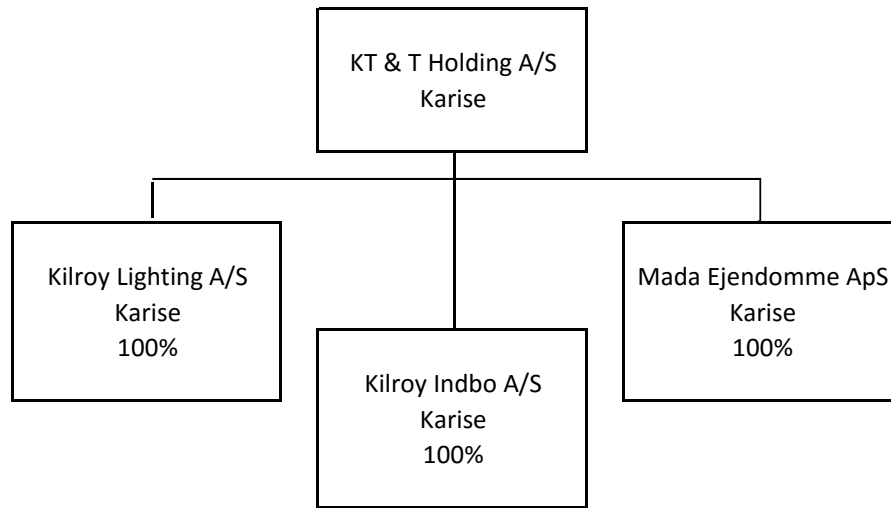 KT & T Holding A/S
Karise
Kilroy Lighting A/S
Karise
100%
Kilroy Indbo A/S
Karise
100%
Mada Ejendomme ApS
Karise
100%